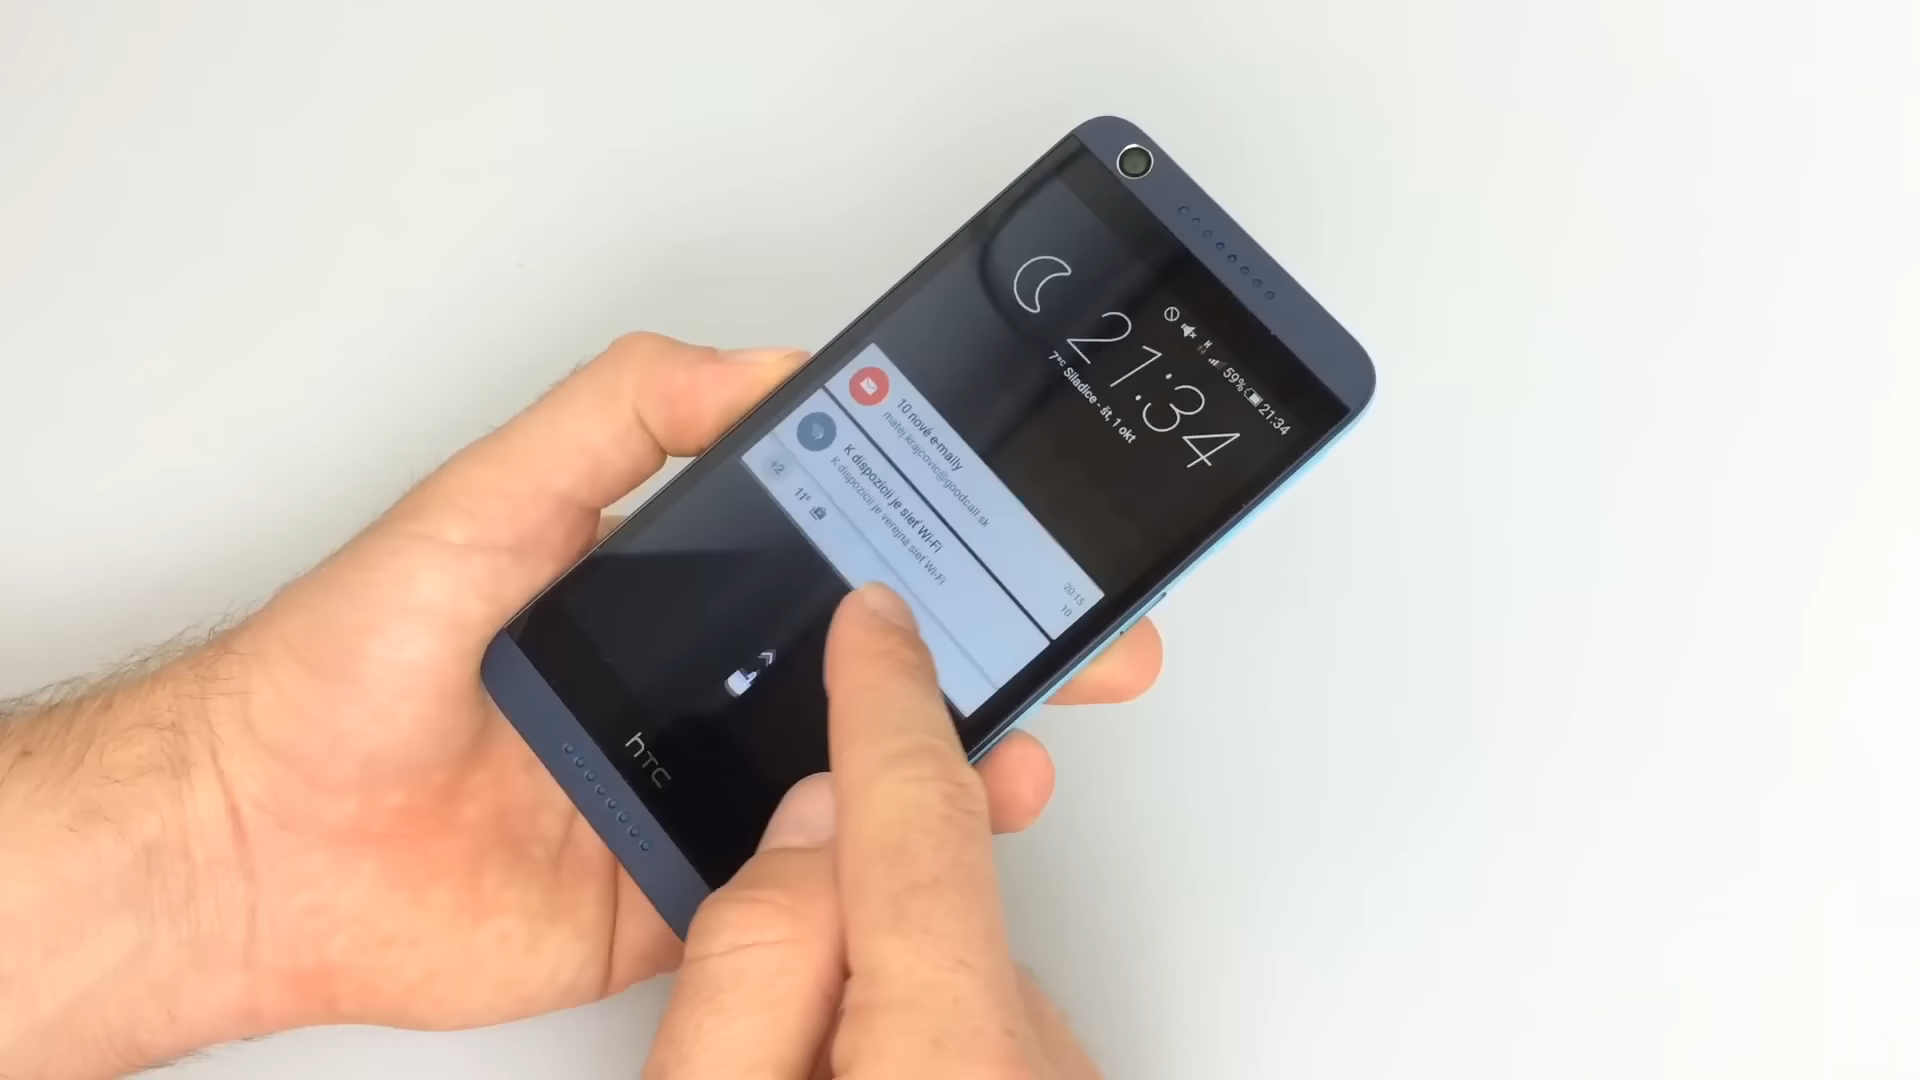 59% 21:34
21:34
7°C Siladice - št, 1 okt
10 nové e-maily
matej.krajcovic@goodcall.sk
20:15
10
K dispozícii je sieť Wi-Fi
K dispozícii je verejná sieť Wi-Fi
+2
11°
hTC